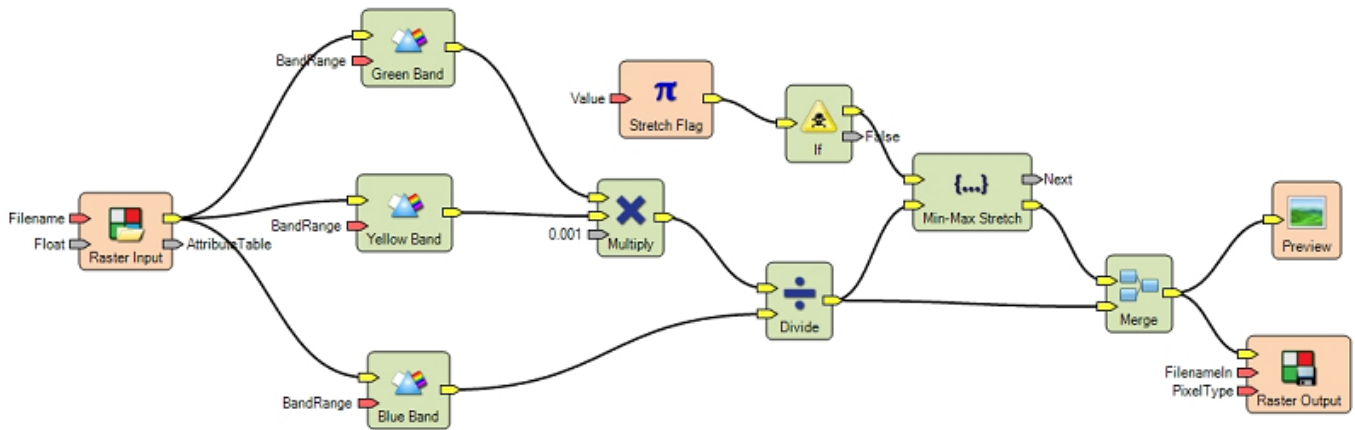 BandRange
Green Band
Value
π
Stretch Flag
If
False
{...}
Next
Min-Max Stretch
Filename
Float
Raster Input
AttributeTable
BandRange
Yellow Band
0.001
Multiply
Divide
Preview
Merge
BandRange
Blue Band
FilenameIn
PixelType
Raster Output